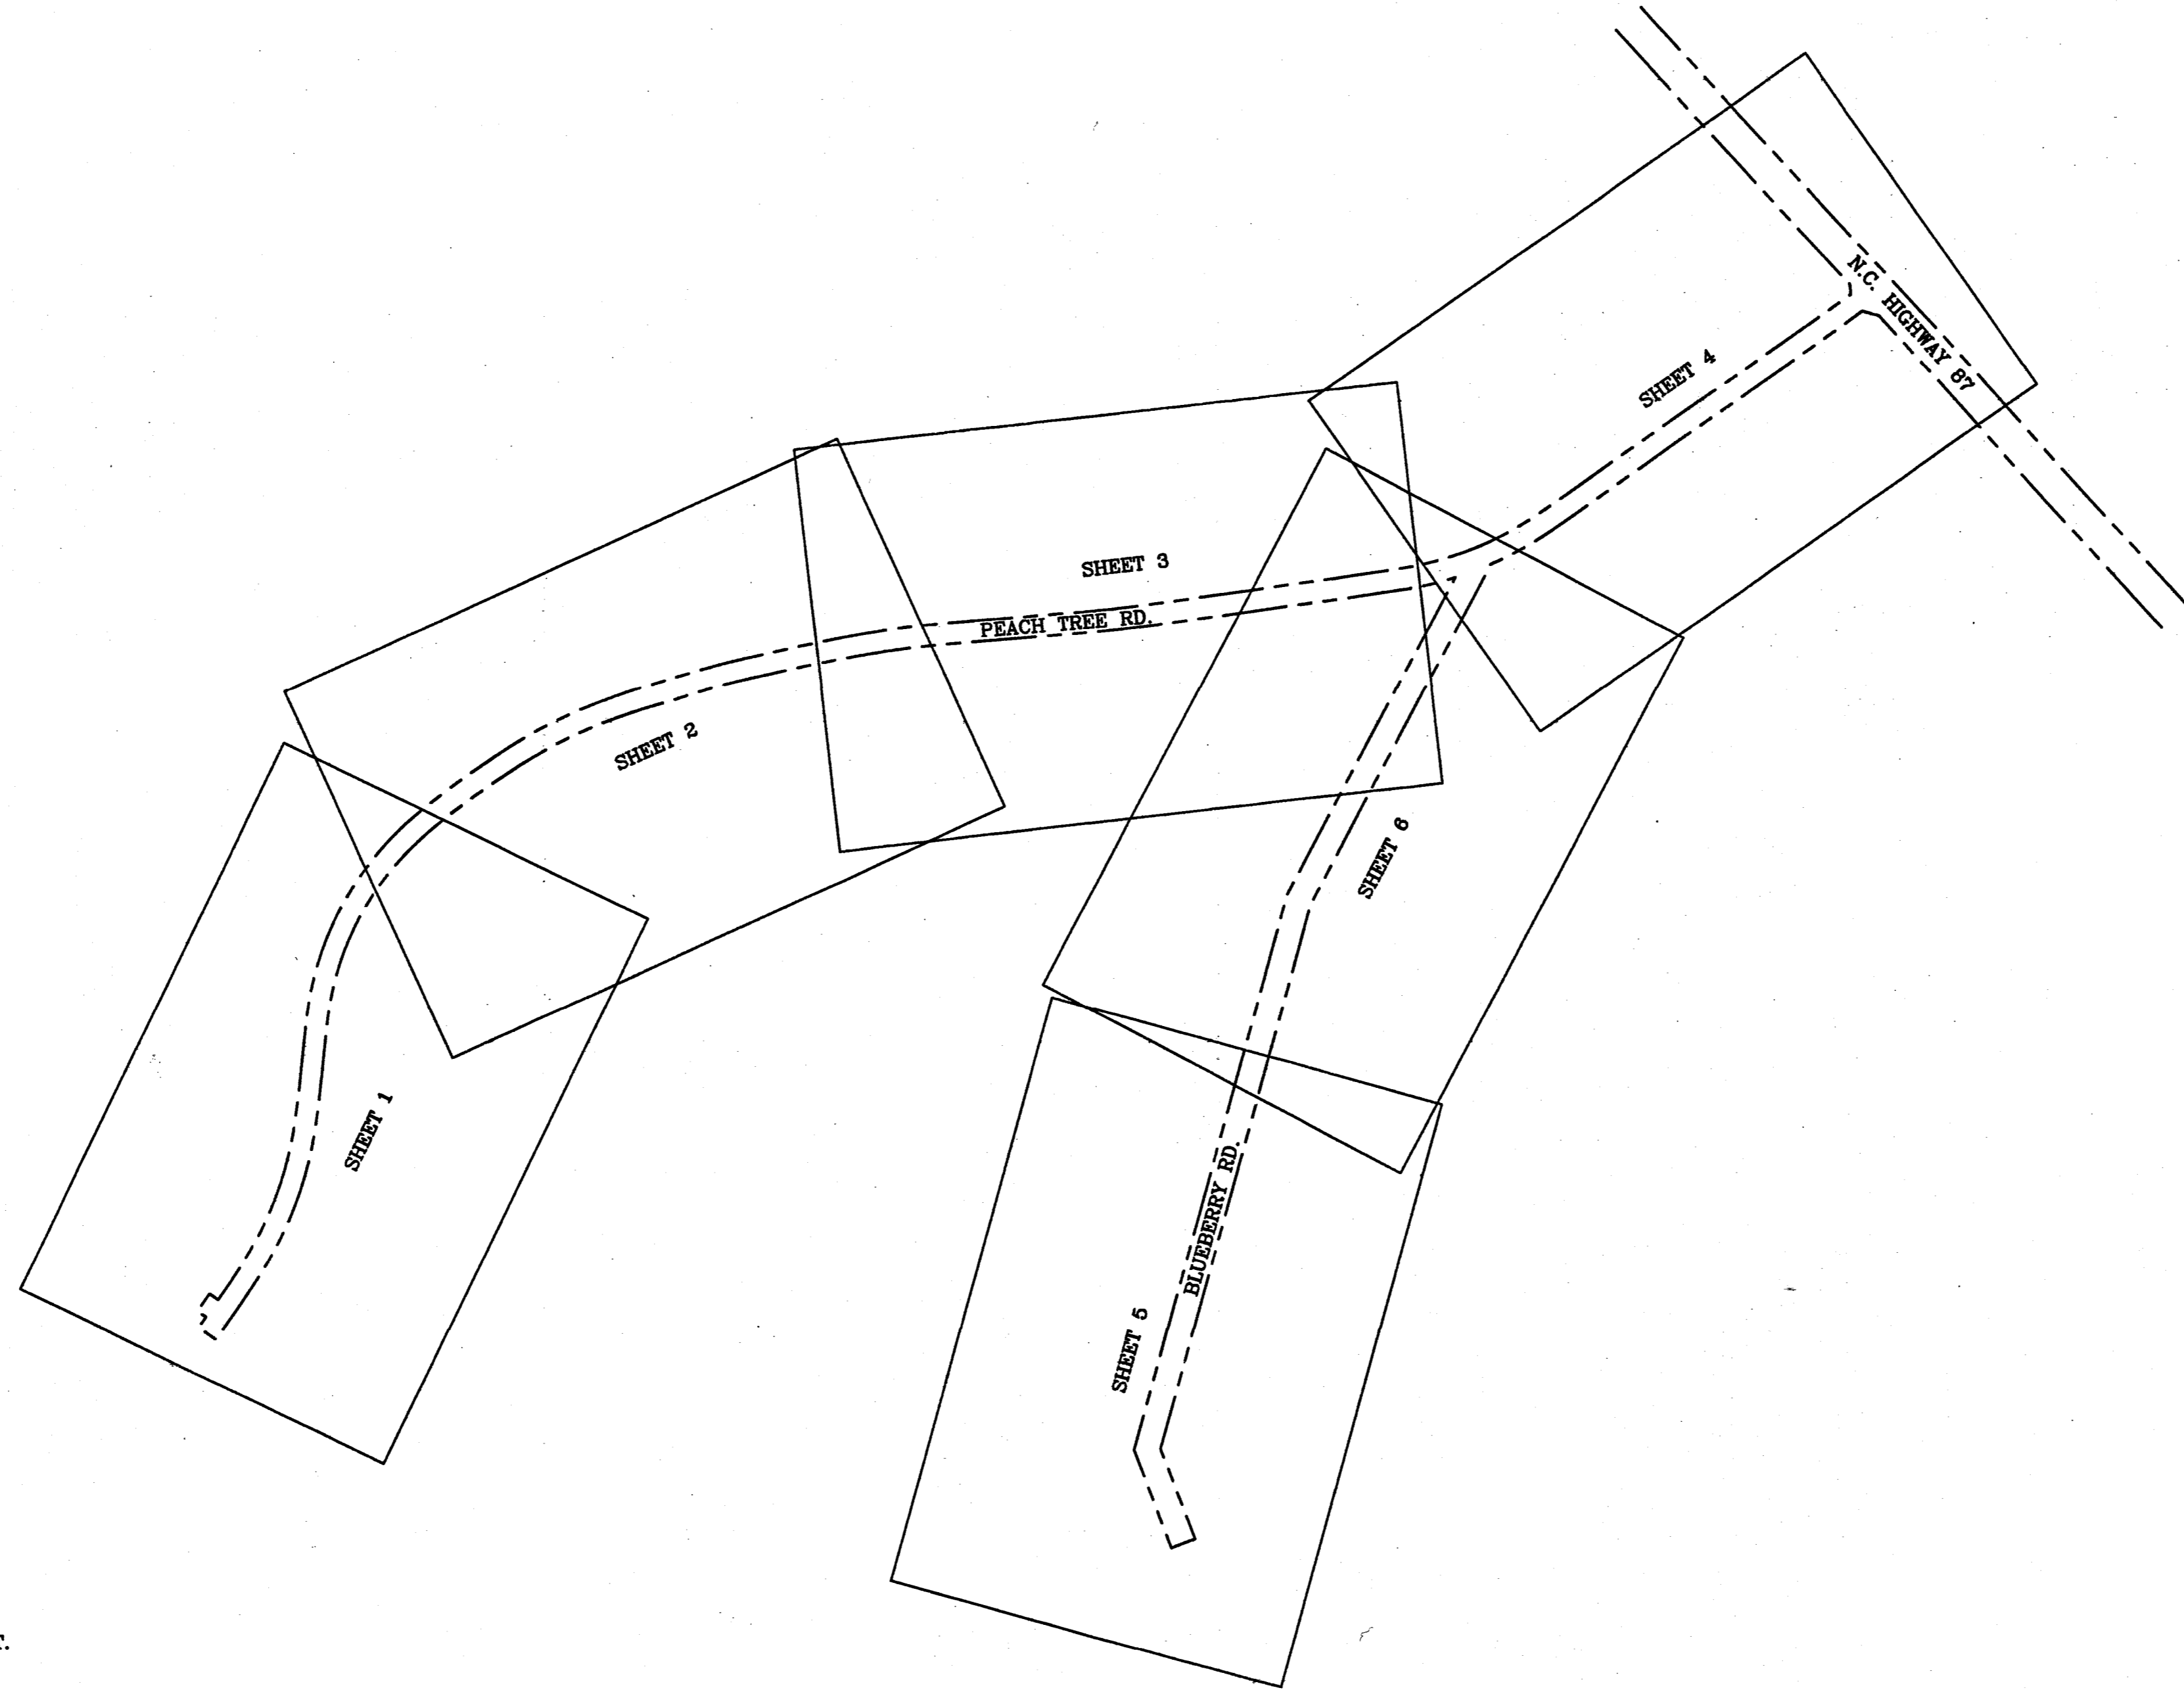 N.C. HIGHWAY 87
SHEET 4
SHEET 3
PEACH TREE RD.
SHEET 2
SHEET 6
SHEET 1
BLUEBERRY RD.
SHEET 5